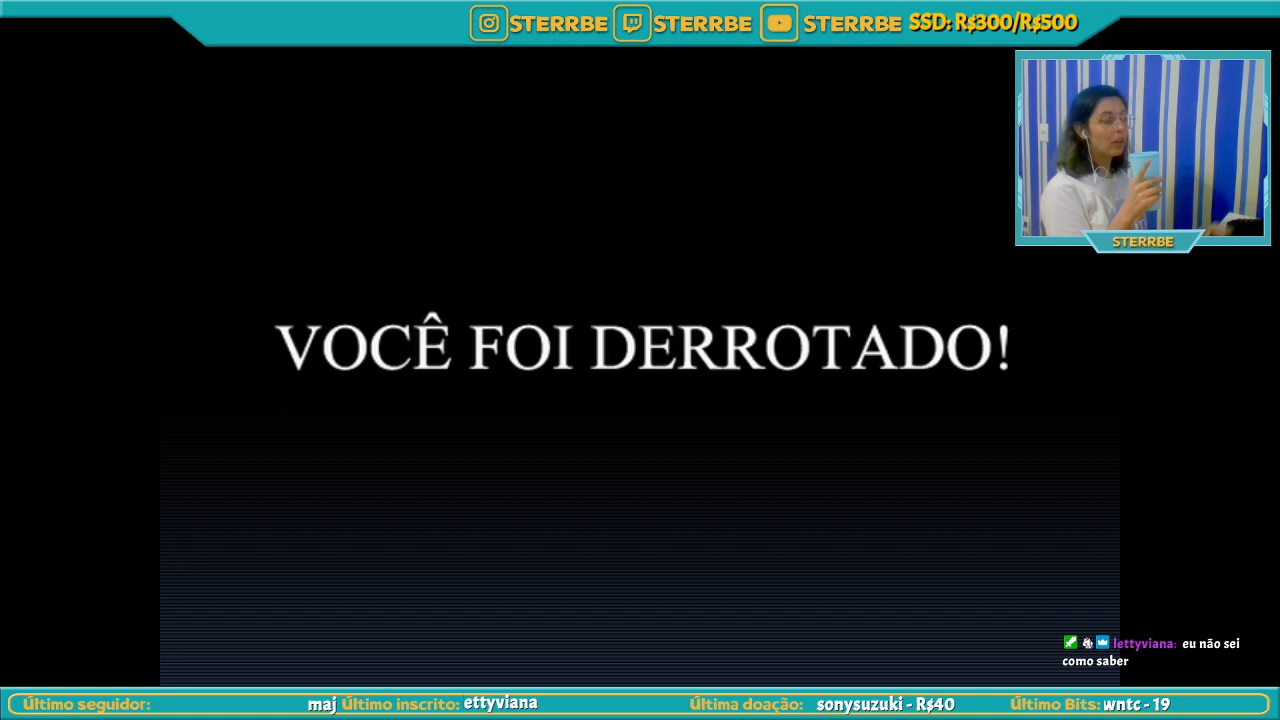 STERRBE STERRBE STERRBE SSD: R$300/R$500
STERRBE
VOCÊ FOI DERROTADO!
lettyviana: eu não sei
como saber
Último seguidor: maj Último inscrito: ettyviana Última doação: sonysuzuki - R$40 Último Bits: wntc - 19